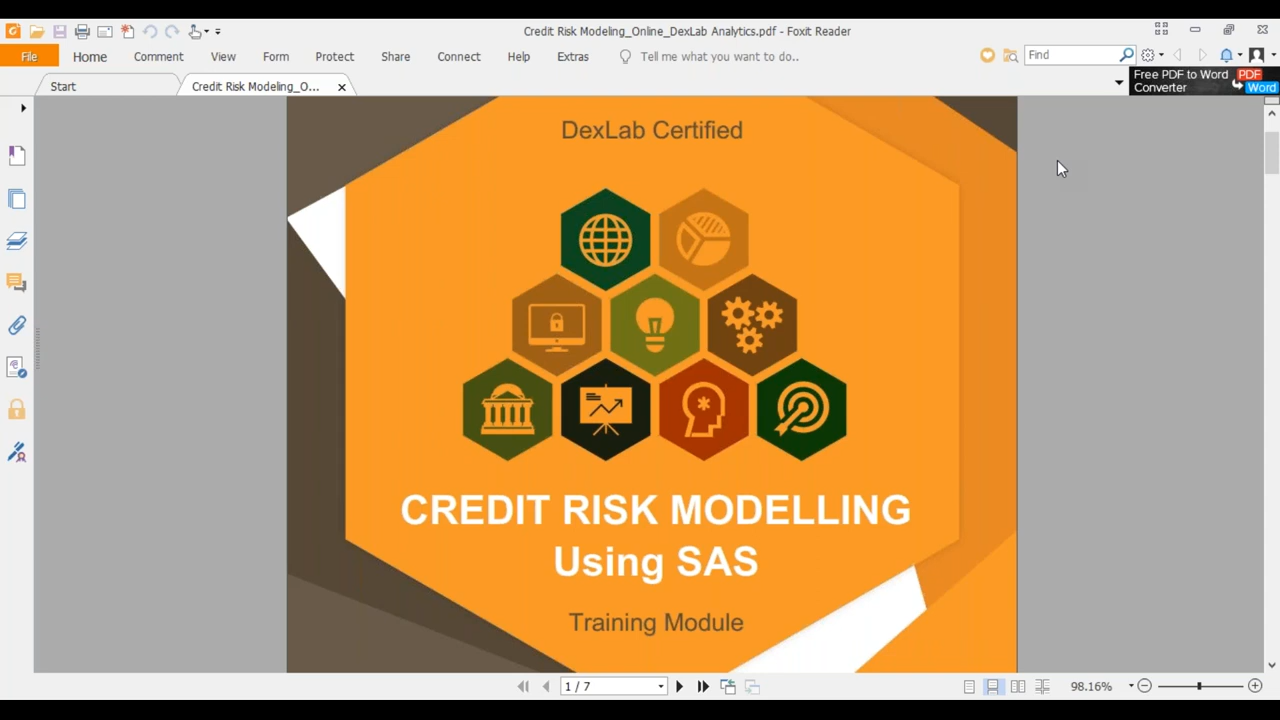 Credit Risk Modeling_Online_DexLab Analytics.pdf - Foxit Reader
File Home Comment View Form Protect Share Connect Help Extras Tell me what you want to do.. Find
Start Credit Risk Modeling_O...
Free PDF to Word PDF
Converter Word
DexLab Certified
CREDIT RISK MODELLING
Using SAS
Training Module
1 / 7 98.16%